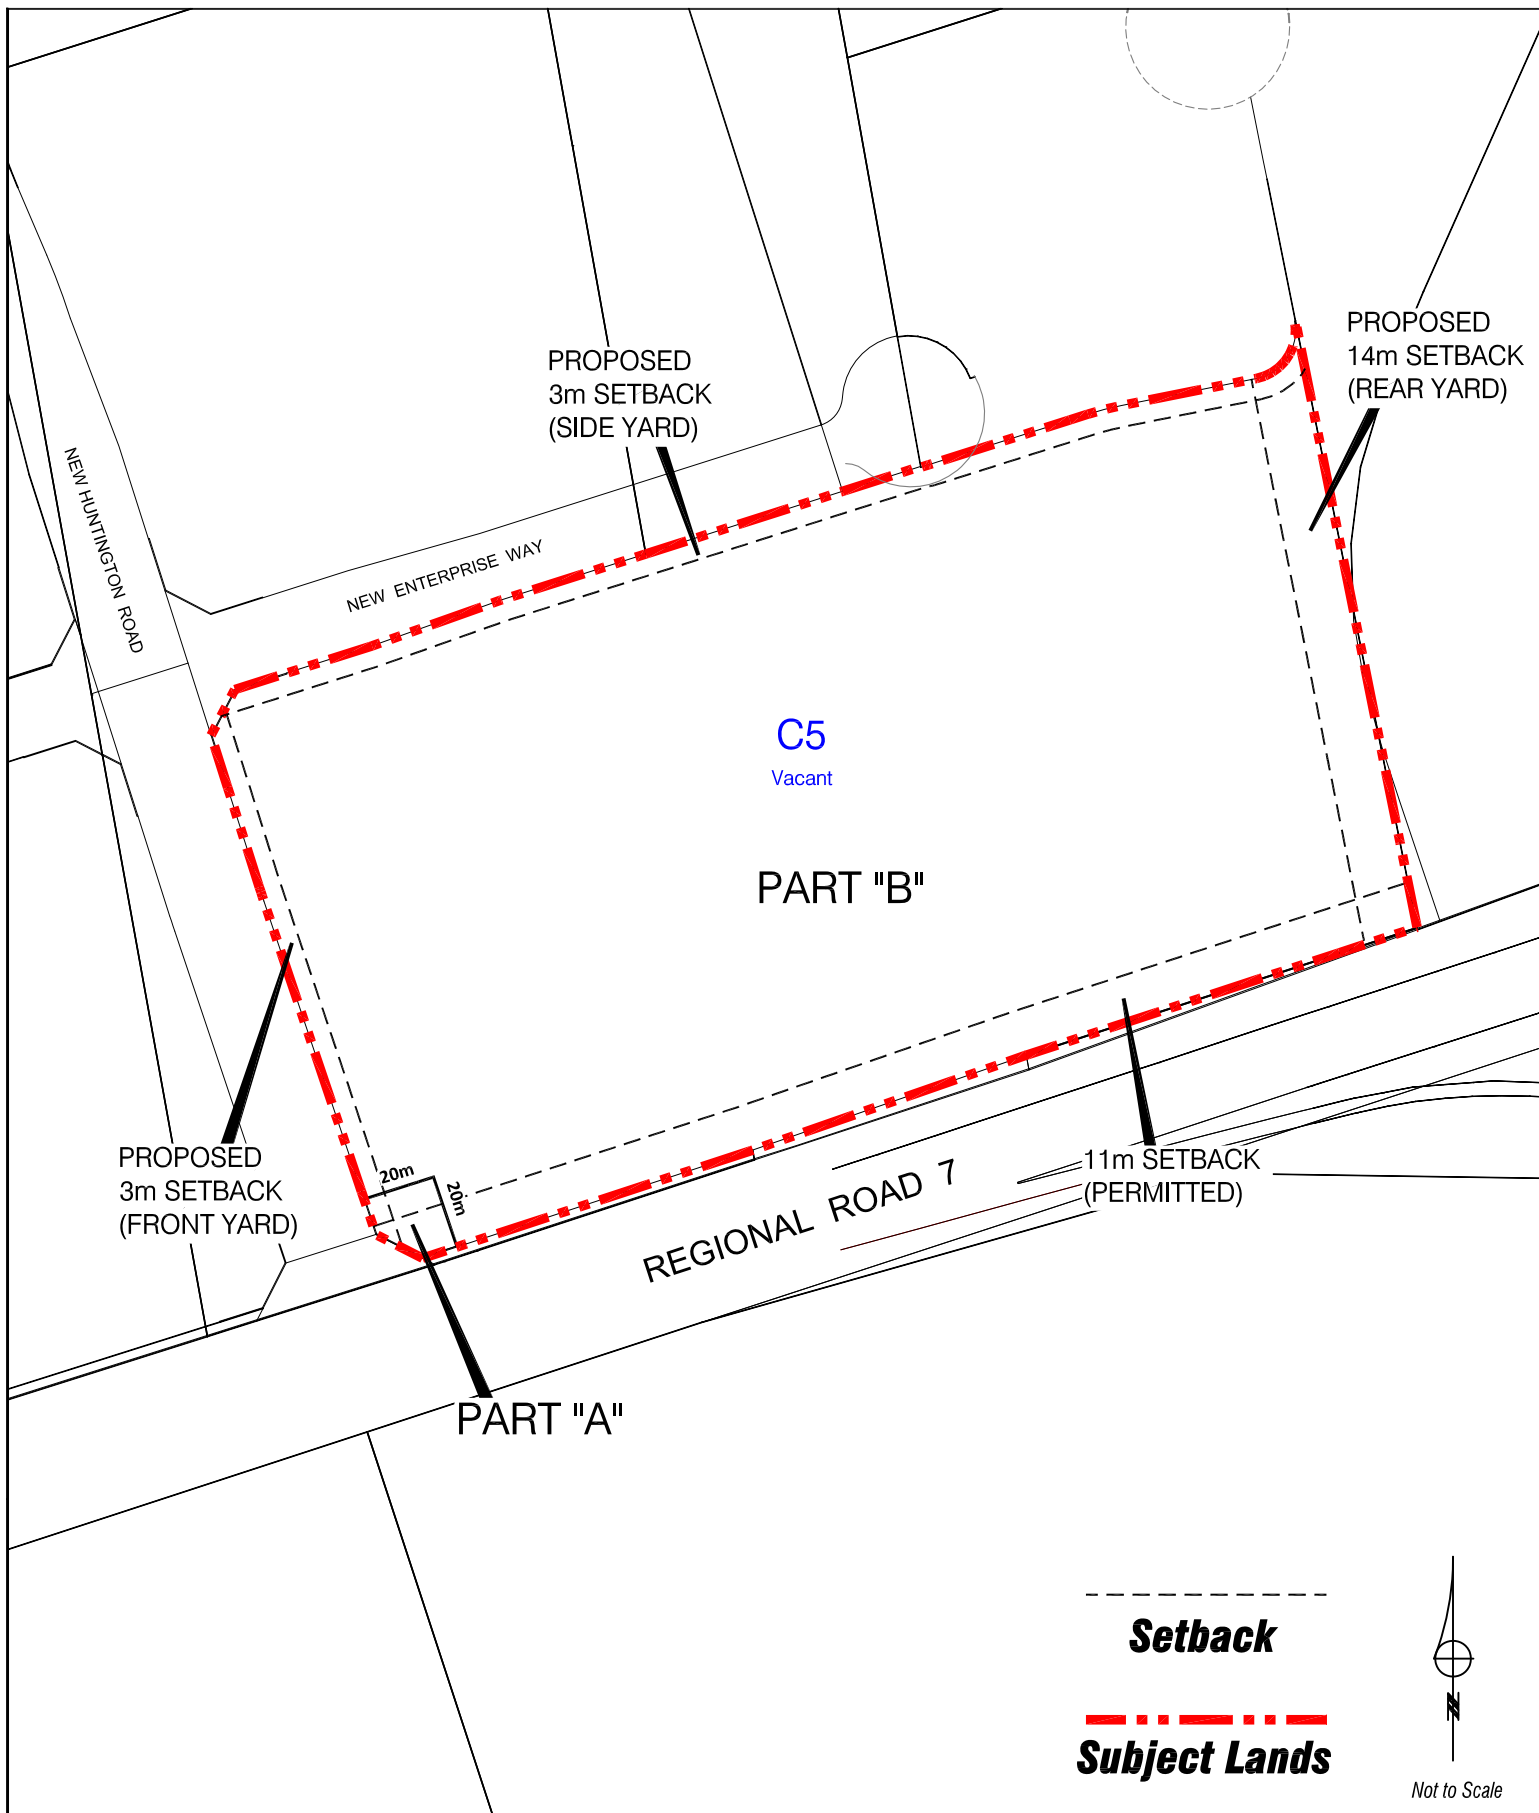 PROPOSED
14m SETBACK
(REAR YARD)
PROPOSED
3m SETBACK
(SIDE YARD)
NEW HUNTINGTON ROAD
NEW ENTERPRISE WAY
C5
Vacant
PART "B"
PROPOSED
3m SETBACK
(FRONT YARD)
20m
20m
11m SETBACK
(PERMITTED)
REGIONAL ROAD 7
PART "A"
Setback
Subject Lands
N
Not to Scale